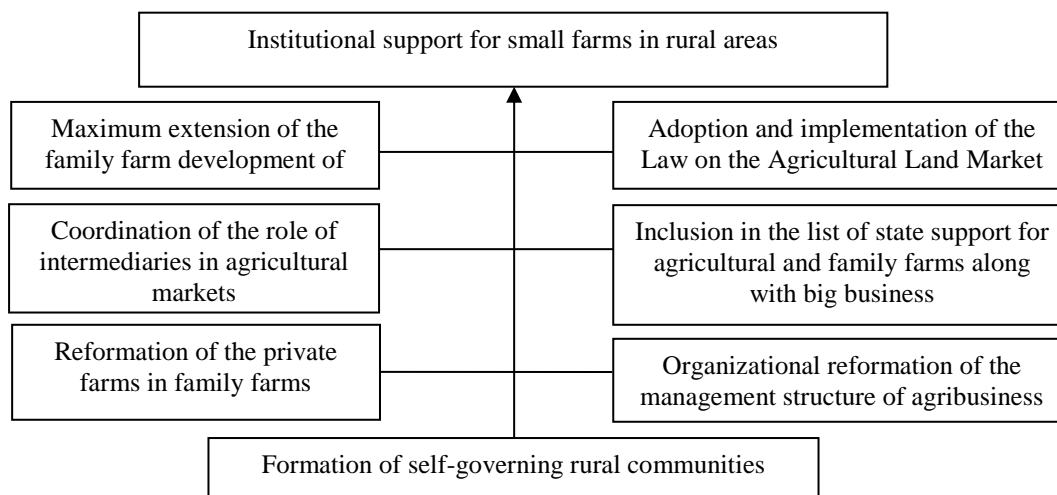 Institutional support for small farms in rural areas
Maximum extension of the
family farm development of
Adoption and implementation of the
Law on the Agricultural Land Market
Coordination of the role of
intermediaries in agricultural
markets
Inclusion in the list of state support for
agricultural and family farms along
with big business
Reformation of the private
farms in family farms
Organizational reformation of the
management structure of agribusiness
Formation of self-governing rural communities